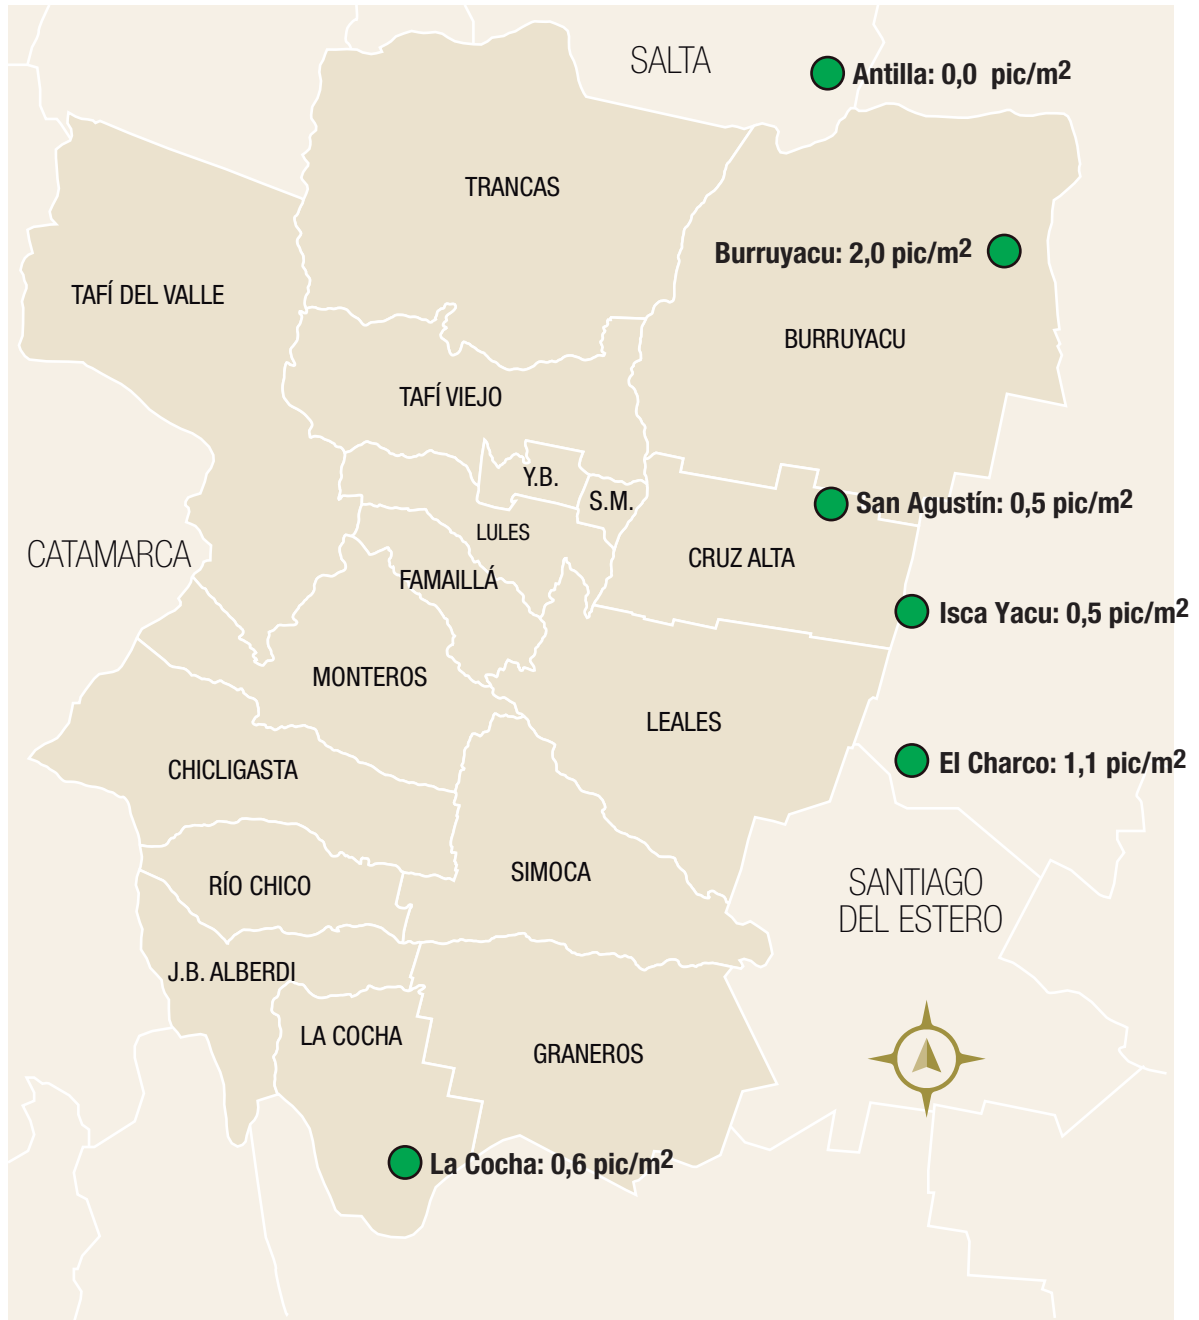 SALTA
Antilla: 0,0 pic/m2
TRANCAS
Burruyacu: 2,0 pic/m2
TAFÍ DEL VALLE
BURRUYACU
TAFÍ VIEJO
Y.B.
S.M.
San Agustín: 0,5 pic/m2
LULES
CATAMARCA
CRUZ ALTA
FAMAILLÁ
Isca Yacu: 0,5 pic/m2
MONTEROS
LEALES
CHICLIGASTA
El Charco: 1,1 pic/m2
SIMOCA
RÍO CHICO
SANTIAGO
DEL ESTERO
J.B. ALBERDI
LA COCHA
GRANEROS
La Cocha: 0,6 pic/m2